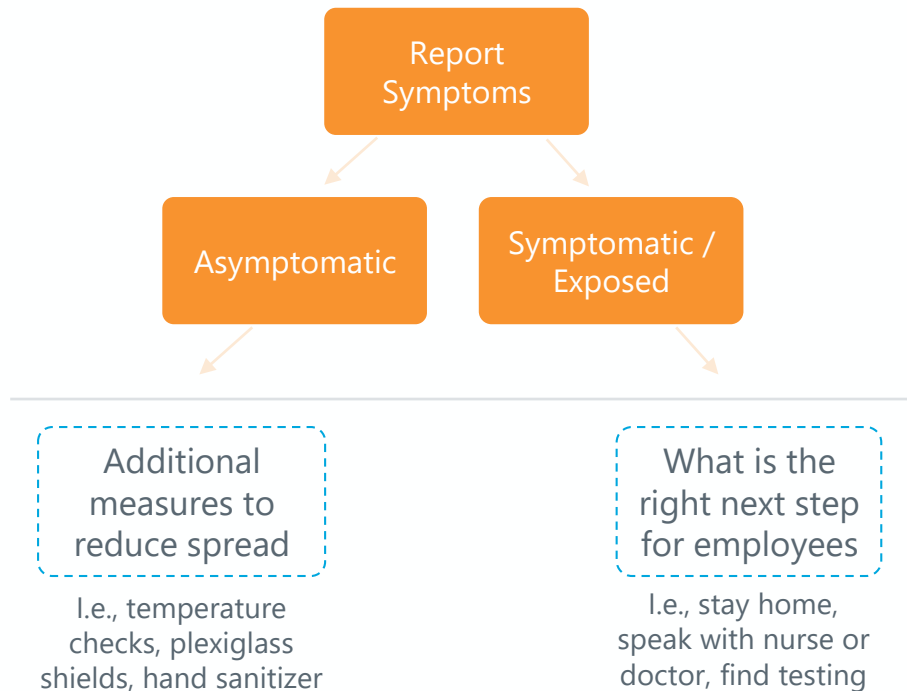 Report
Symptoms
Asymptomatic
Symptomatic /
Exposed
Additional
measures to
reduce spread
I.e., temperature
checks, plexiglass
shields, hand sanitizer
What is the
right next step
for employees
I.e., stay home,
speak with nurse or
doctor, find testing